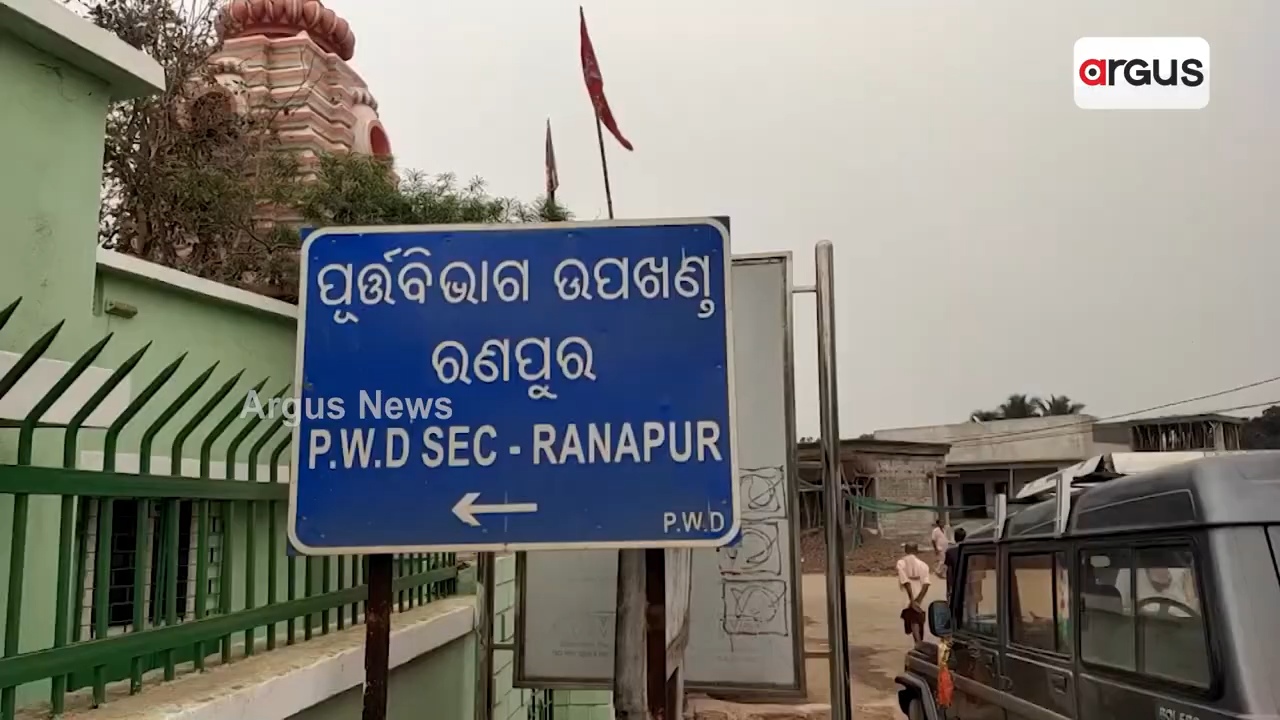 argus
ପୂର୍ତ୍ତବିଭାଗ ଉପଖଣ୍ଡ
ରଣପୁର
Argus News
P.W.D SEC - RANAPUR
P.W.D